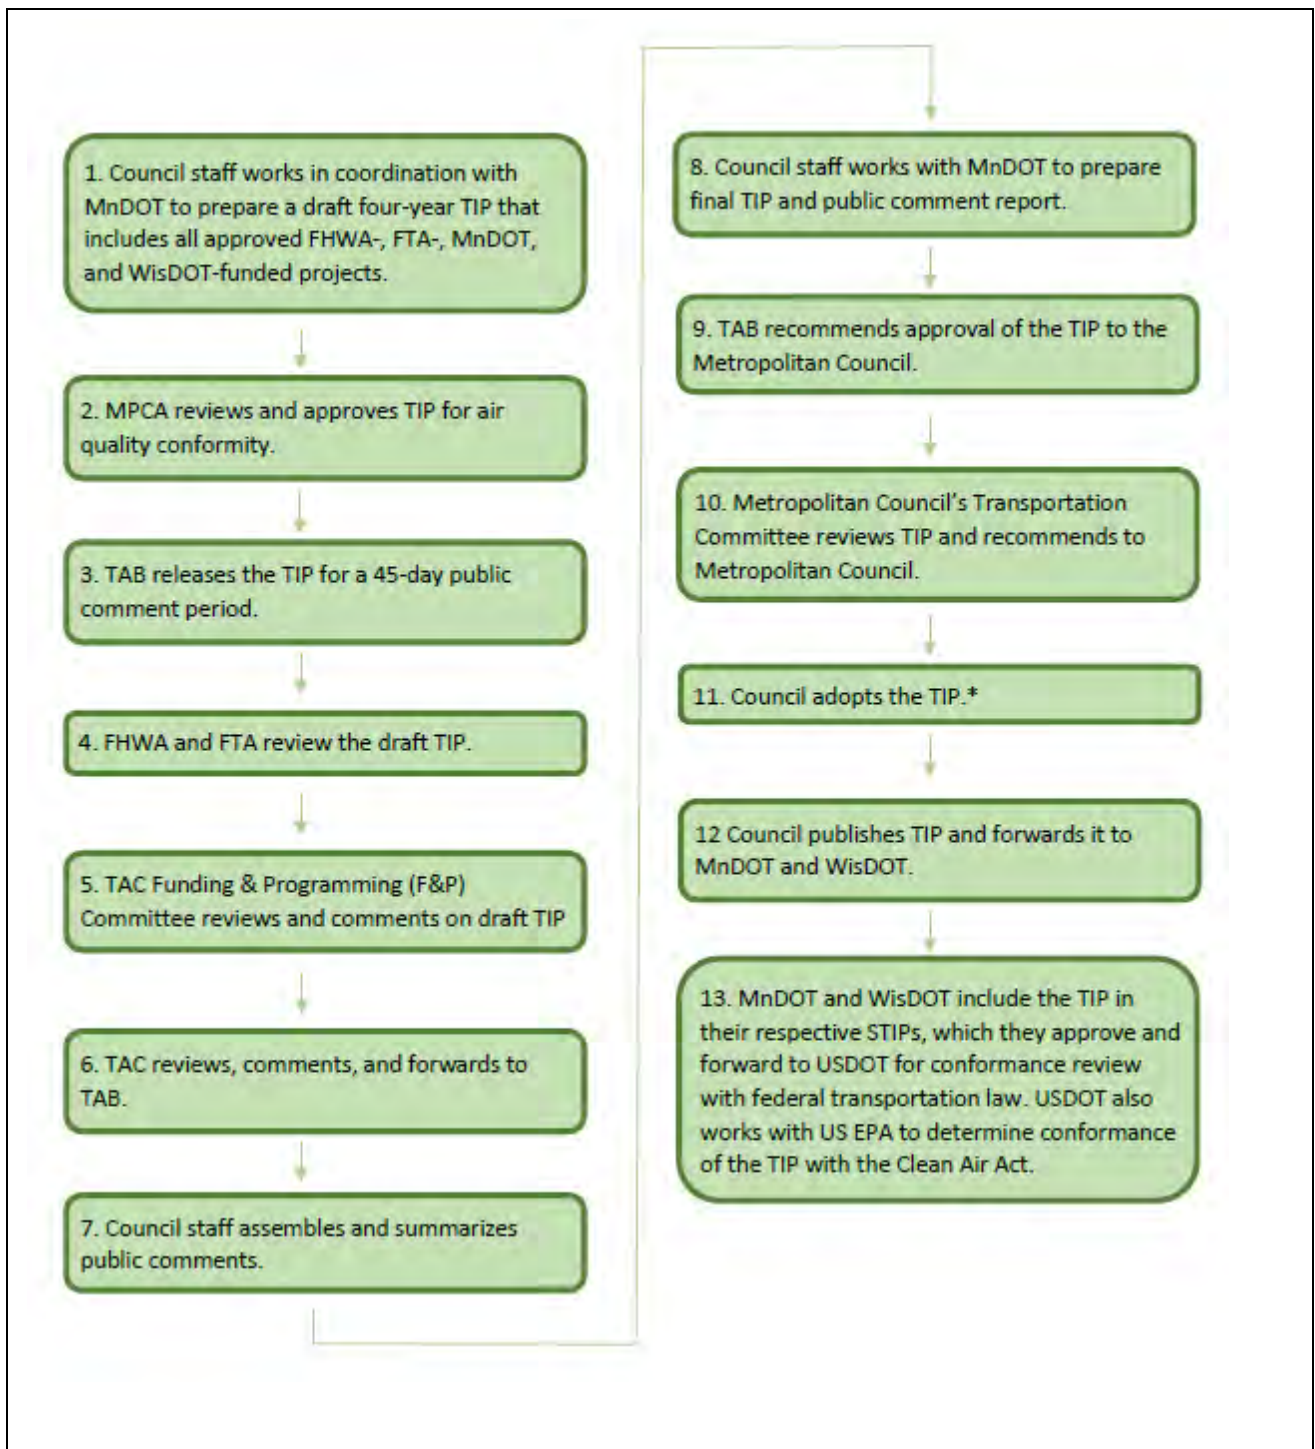 1. Council staff works in coordination with
MnDOT to prepare a draft four-year TIP that
includes all approved FHWA-, FTA-, MnDOT,
and WisDOT-funded projects.
2. MPCA reviews and approves TIP for air
quality conformity.
3. TAB releases the TIP for a 45-day public
comment period.
4. FHWA and FTA review the draft TIP.
5. TAC Funding & Programming (F&P)
Committee reviews and comments on draft TIP
6. TAC reviews, comments, and forwards to
TAB.
7. Council staff assembles and summarizes
public comments.
8. Council staff works with MnDOT to prepare
final TIP and public comment report.
9. TAB recommends approval of the TIP to the
Metropolitan Council.
10. Metropolitan Council's Transportation
Committee reviews TIP and recommends to
Metropolitan Council.
11. Council adopts the TIP.*
12 Council publishes TIP and forwards it to
MnDOT and WisDOT.
13. MnDOT and WisDOT include the TIP in
their respective STIPs, which they approve and
forward to USDOT for conformance review
with federal transportation law. USDOT also
works with US EPA to determine conformance
of the TIP with the Clean Air Act.